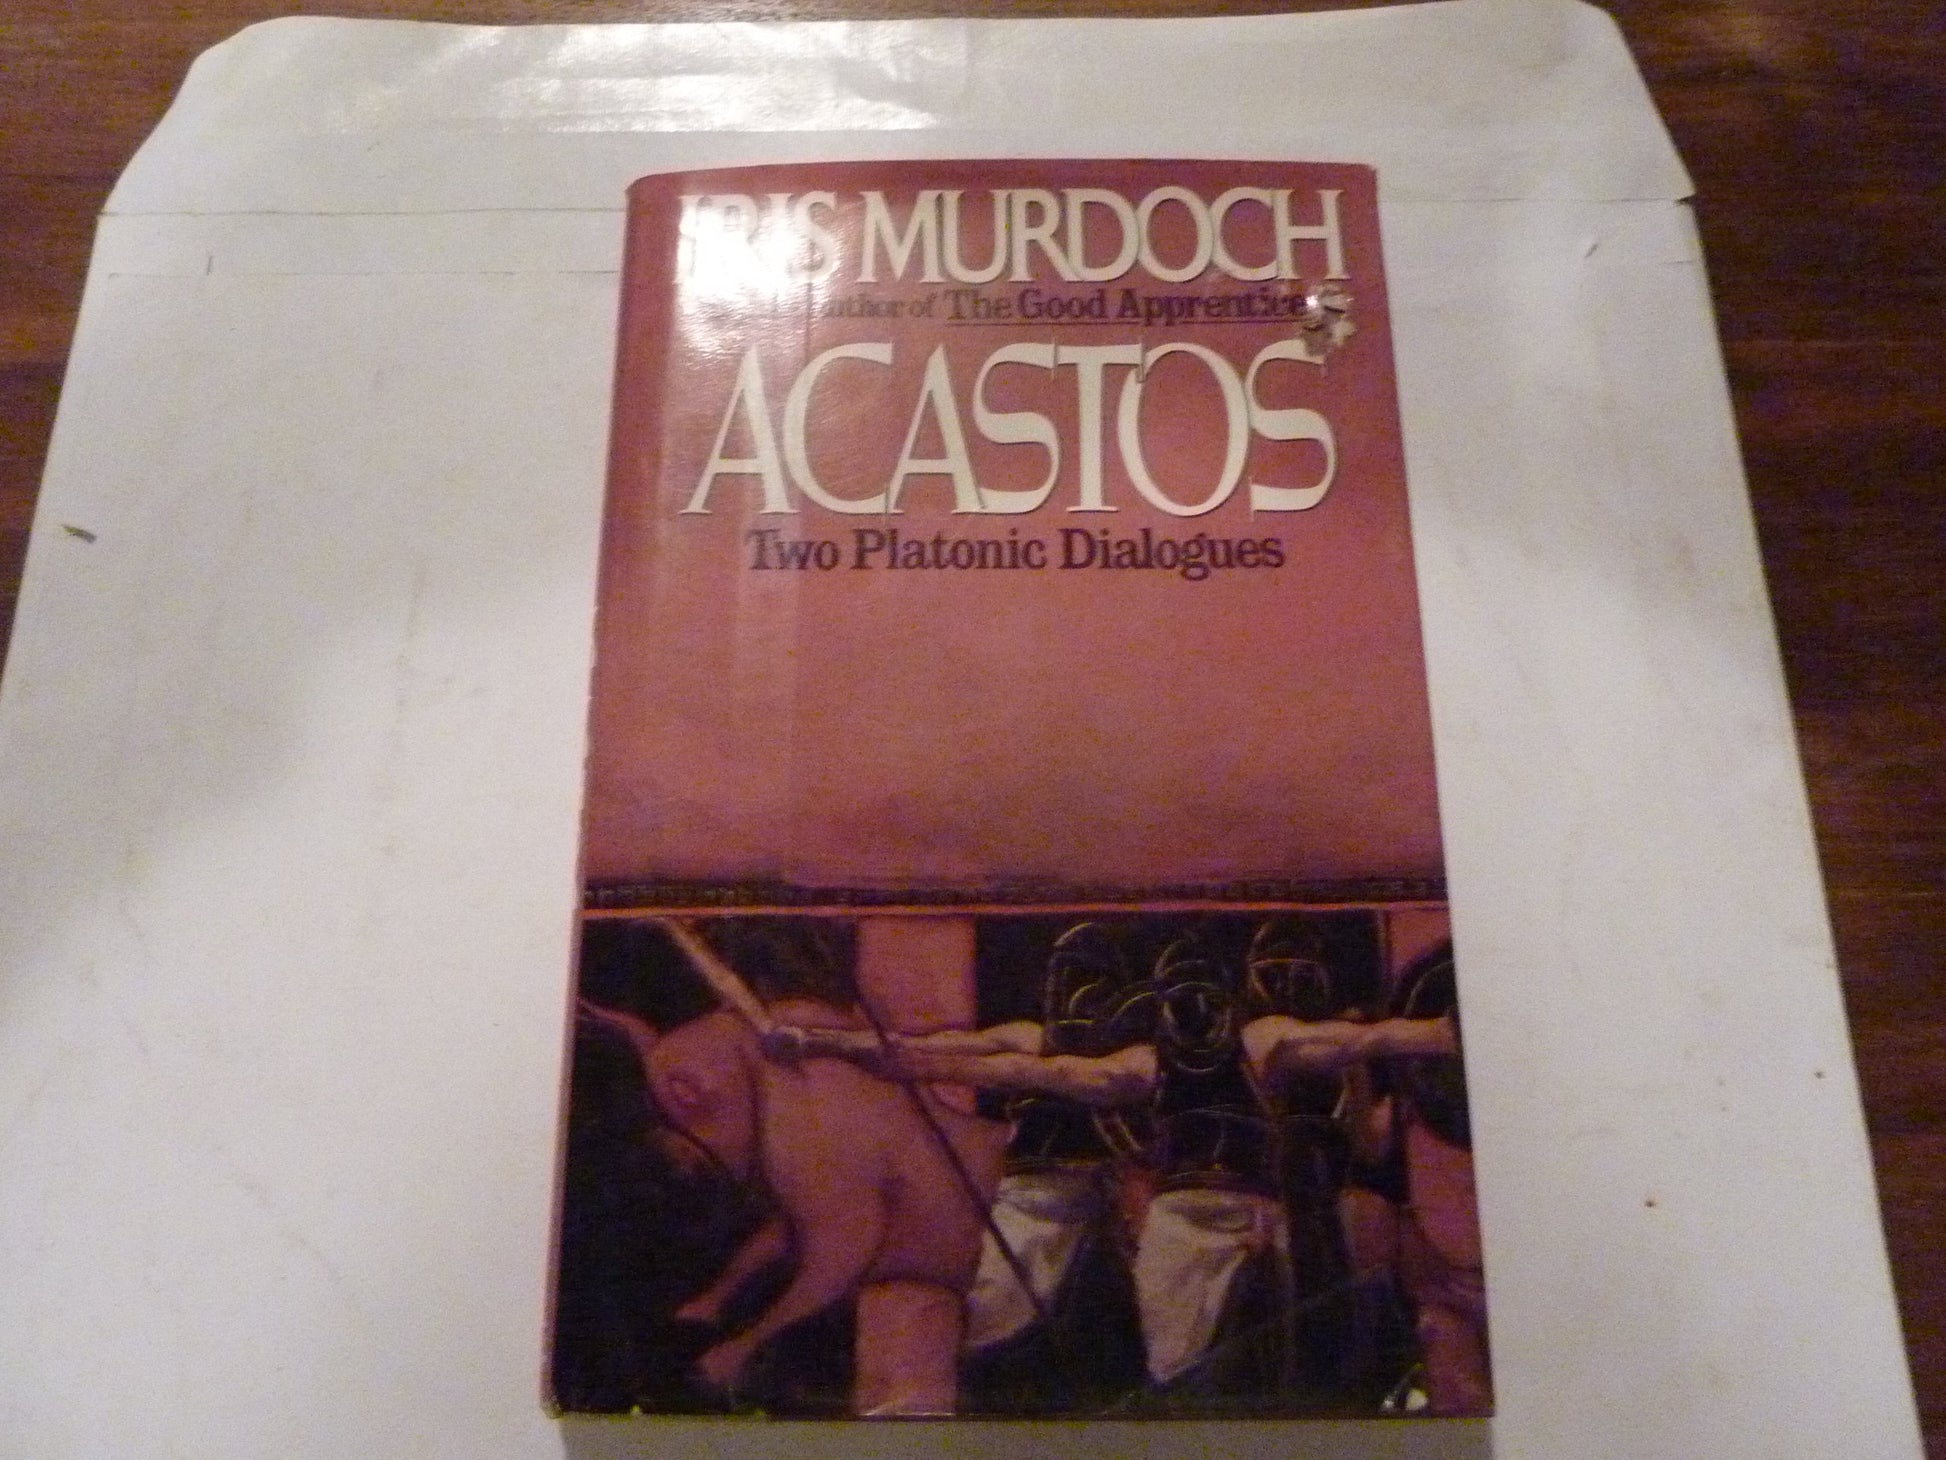 IRIS MURDOCH
author of The Good Apprentice
ACASTOS
Two Platonic Dialogues